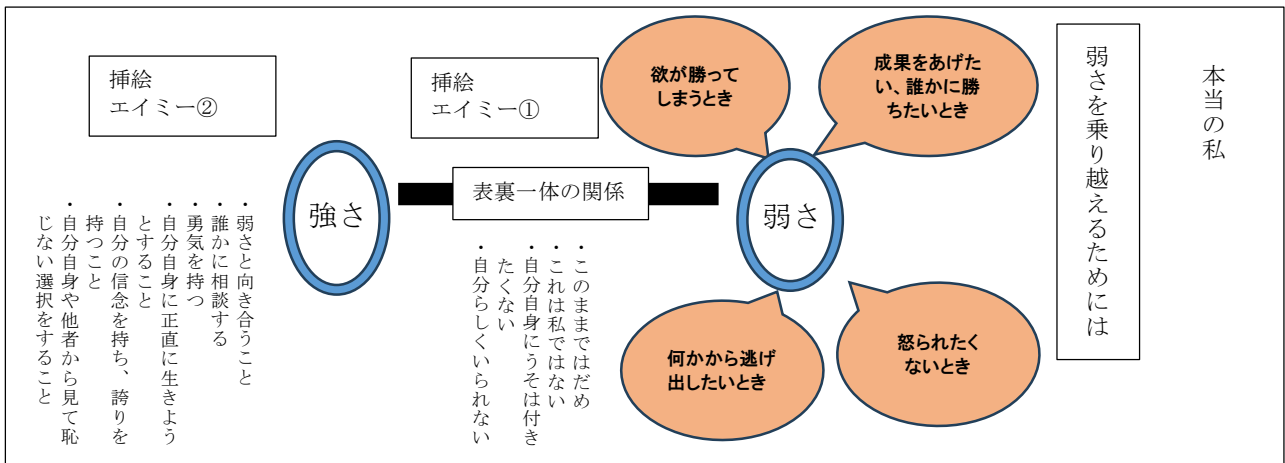 本当の私
弱さを乗り越えるためには
成果をあげた
い、誰かに勝
ちたいとき
欲が勝って
しまうとき
弱さ
怒られたく
ないとき
何かから逃げ
出したいとき
挿絵
エイミー①
表裏一体の関係
・このままではだめ
・これは私ではない
・自分自身にうそは付き
たくない
・自分らしくいられない
強さ
挿絵
エイミー②
・弱さと向き合うこと
・誰かに相談する
・勇気を持つ
・自分自身に正直に生きよう
とすること
・自分の信念を持ち、誇りを
持つこと
・自分自身や他者から見て恥
じない選択をすること